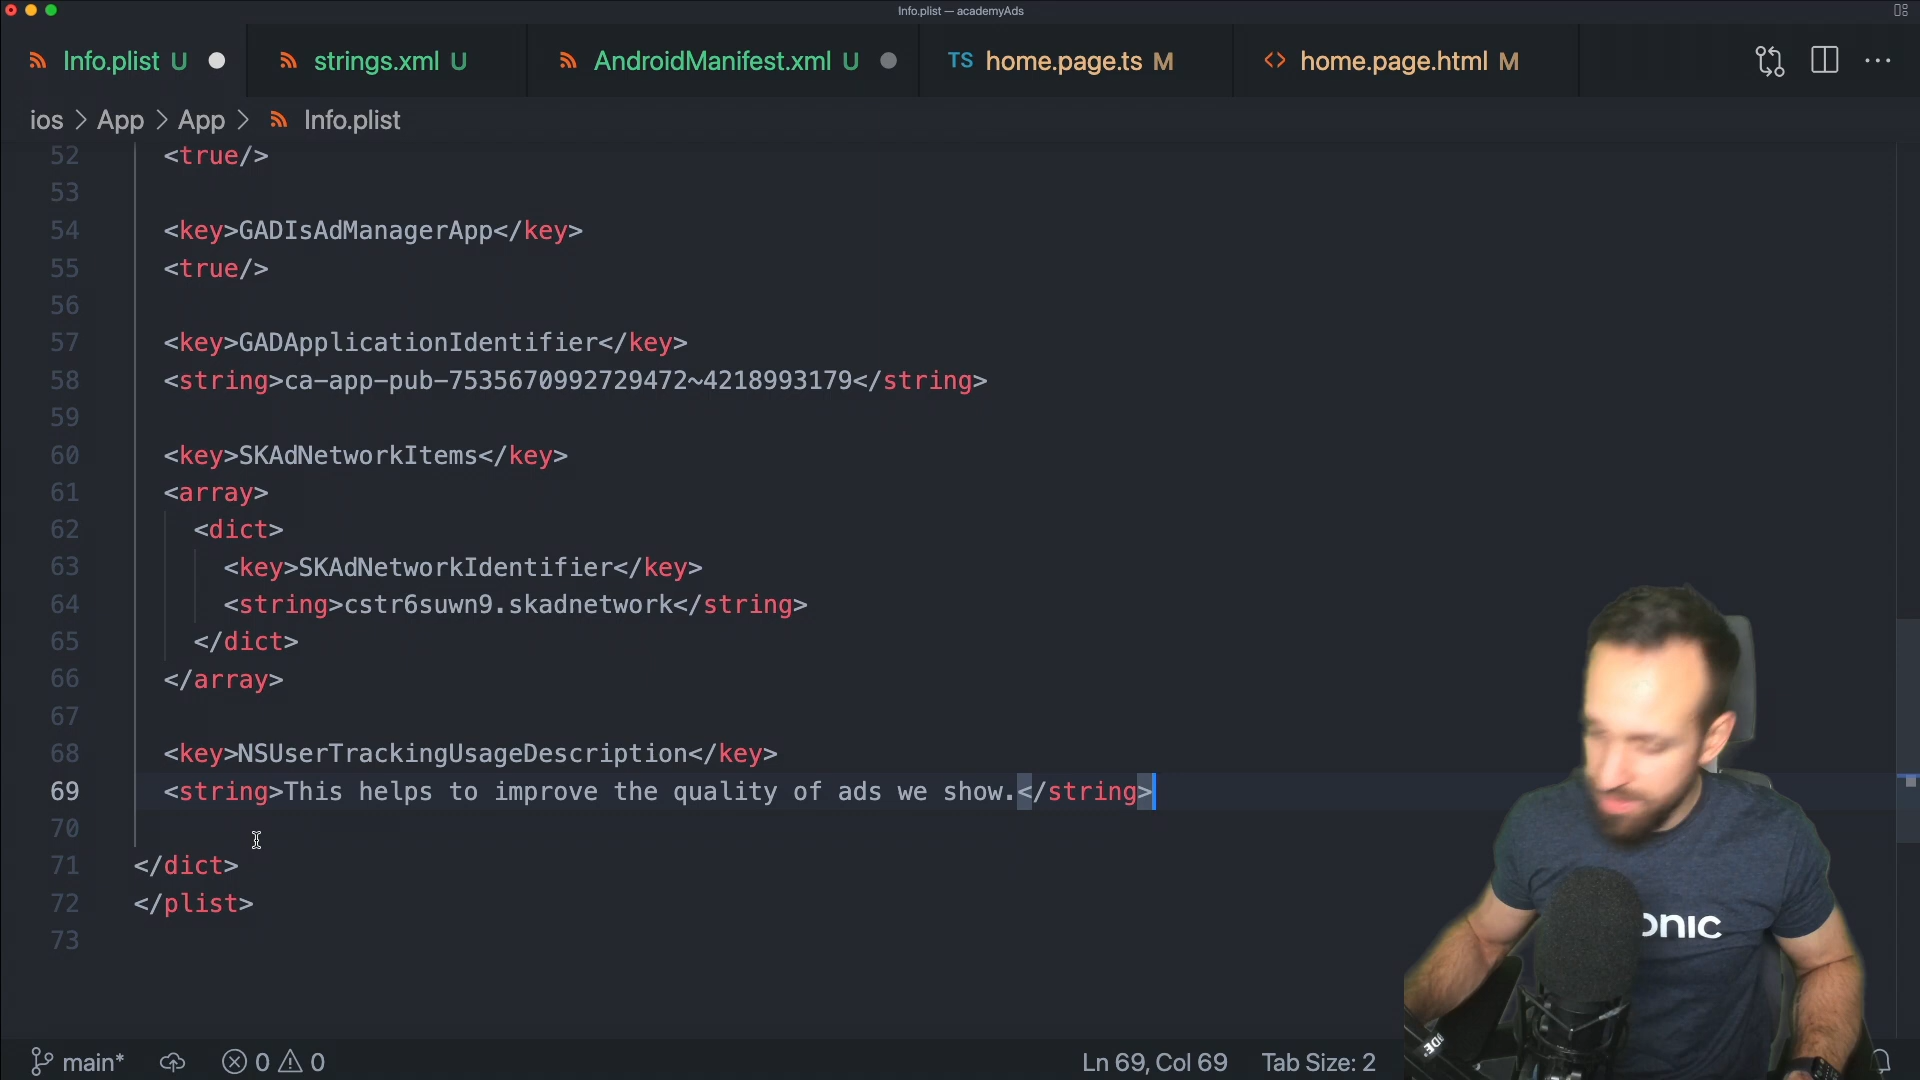 Info.plist — academyAds
Info.plist U strings.xml U AndroidManifest.xml U TS home.page.ts M <> home.page.html M ...
ios > App > App > Info.plist
52 <true/>
53
54 <key>GADIsAdManagerApp</key>
55 <true/>
56
57 <key>GADApplicationIdentifier</key>
58 <string>ca-app-pub-7535670992729472~4218993179</string>
59
60 <key>SKAdNetworkItems</key>
61 <array>
62 <dict>
63 <key>SKAdNetworkIdentifier</key>
64 <string>cstr6suwn9.skadnetwork</string>
65 </dict>
66 </array>
67
68 <key>NSUserTrackingUsageDescription</key>
69 <string>This helps to improve the quality of ads we show.</string>
70
71 </dict>
72 </plist>
73
onic
main* 0 0 Ln 69, Col 69 Tab Size: 2